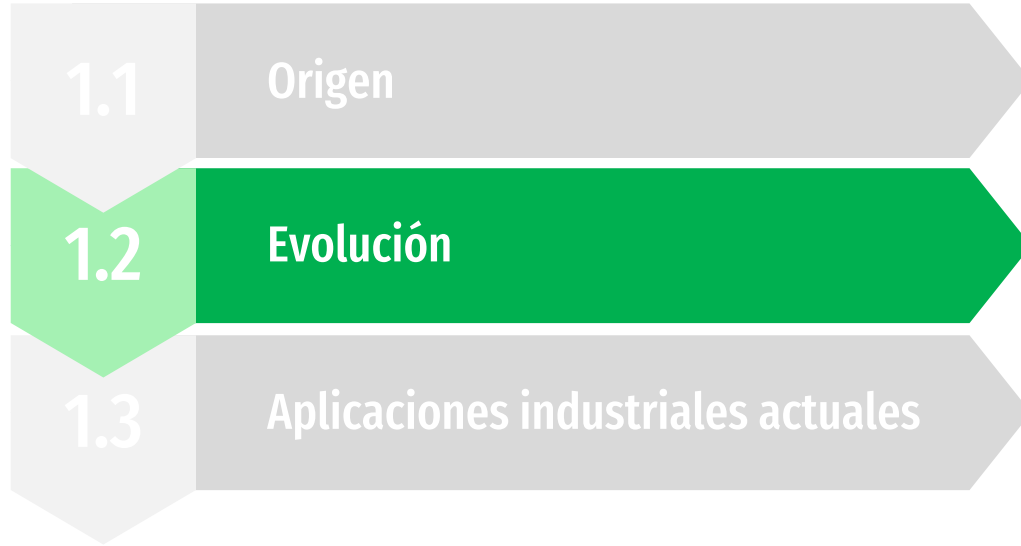 1.1 Origen
1.2 Evolución
1.3 Aplicaciones industriales actuales